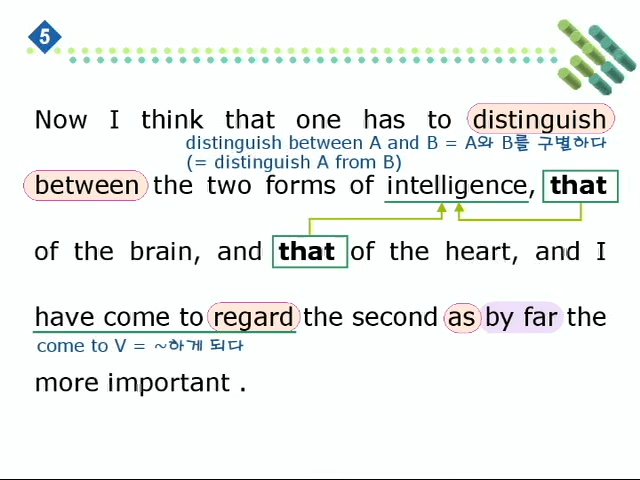 5
Now I think that one has to distinguish
distinguish between A and B = A와 B를 구별하다
(= distinguish A from B)
between the two forms of intelligence, that
of the brain, and that of the heart, and I
have come to regard the second as by far the
come to V = ~하게 되다
more important .